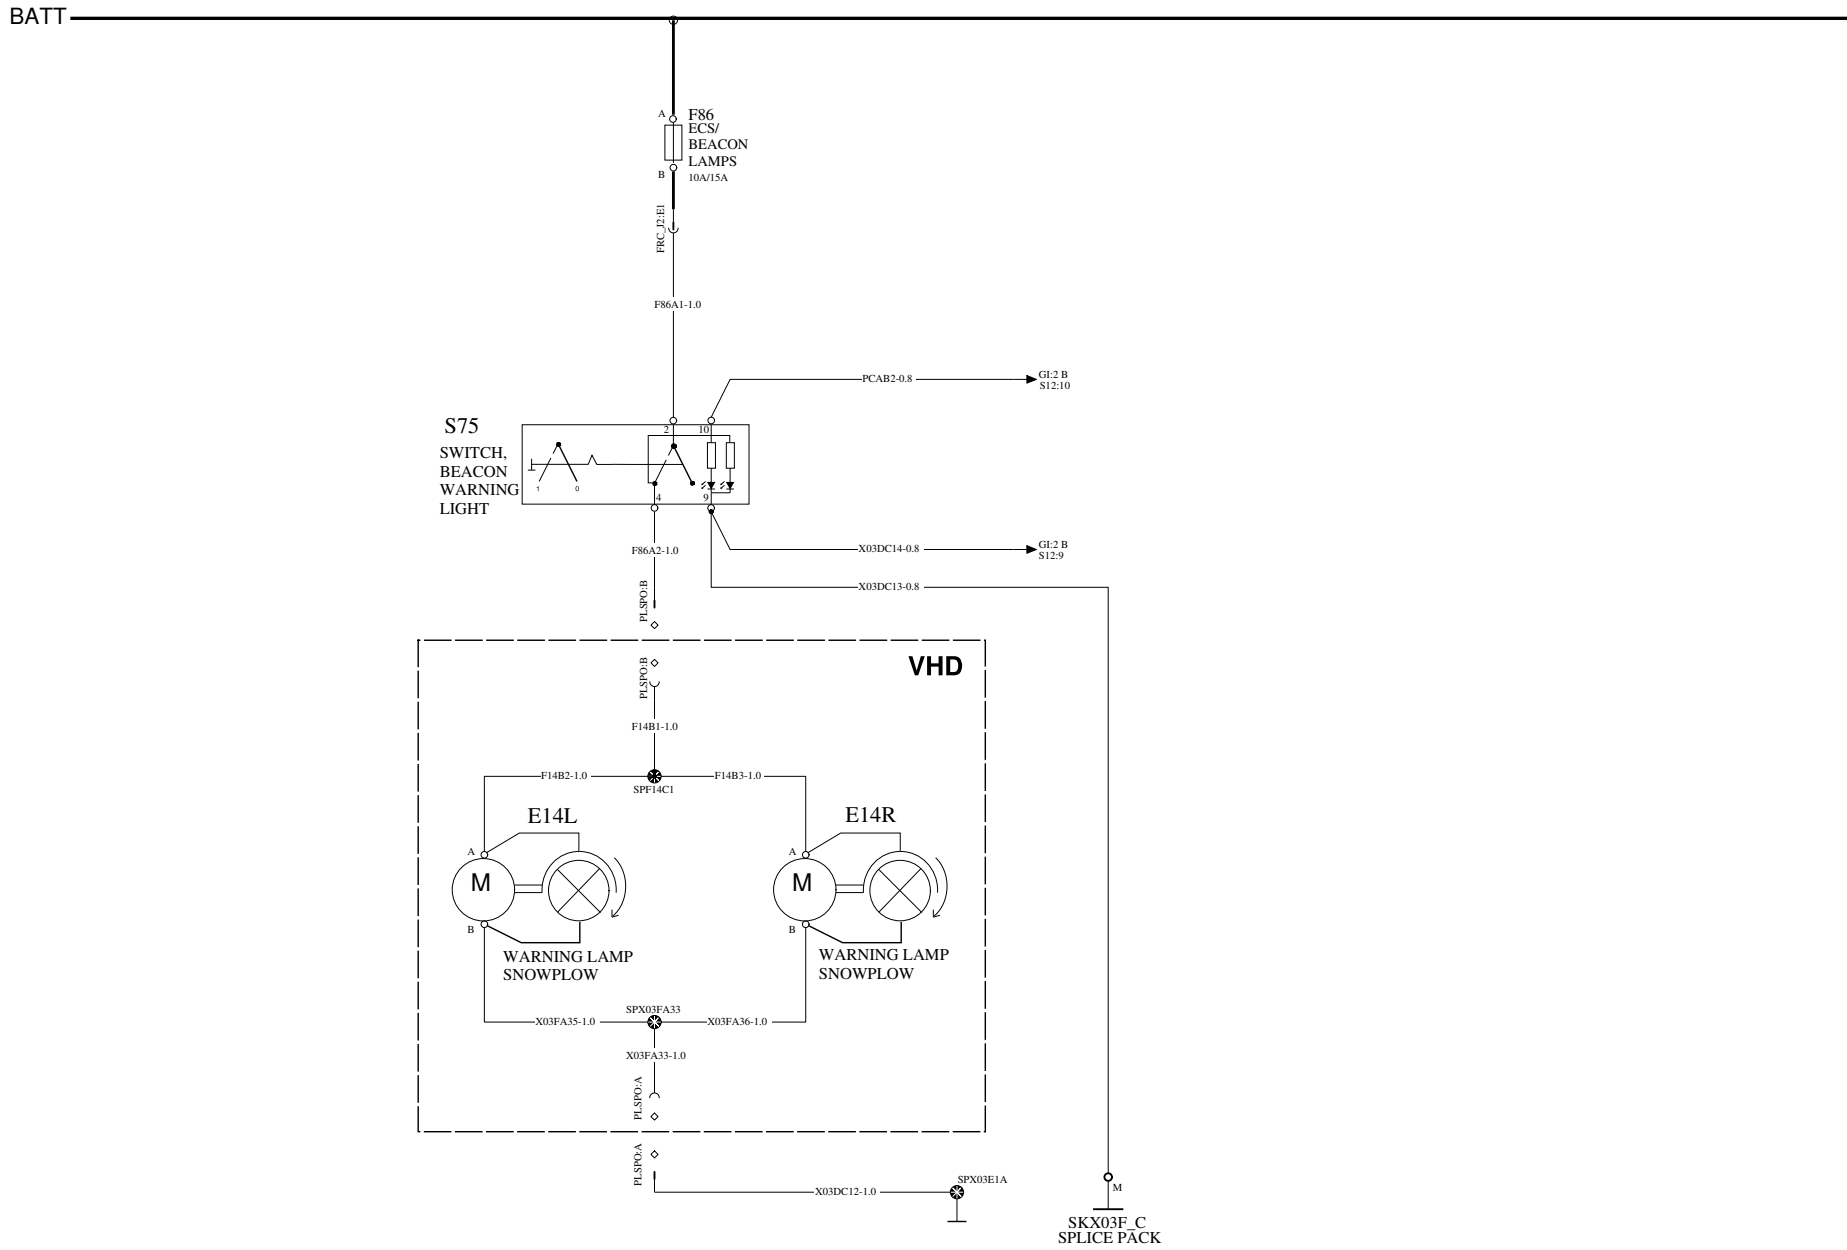 BATT
A
F86
ECS/
BEACON
LAMPS
B
10A/15A
FRC_J2:E1
F86A1-1.0
PCAB2-0.8
GI:2 B
S12:10
S75
SWITCH,
BEACON
WARNING
LIGHT
2
10
1
0
4
9
F86A2-1.0
X03DC14-0.8
GI:2 B
S12:9
X03DC13-0.8
PLSPO:B
VHD
PLSPO:B
F14B1-1.0
F14B2-1.0
F14B3-1.0
SPF14C1
E14L
E14R
A
A
M
M
B
B
WARNING LAMP
SNOWPLOW
WARNING LAMP
SNOWPLOW
SPX03FA33
X03FA35-1.0
X03FA36-1.0
X03FA33-1.0
PLSPO:A
PLSPO:A
X03DC12-1.0
SPX03E1A
M
SKX03F_C
SPLICE PACK